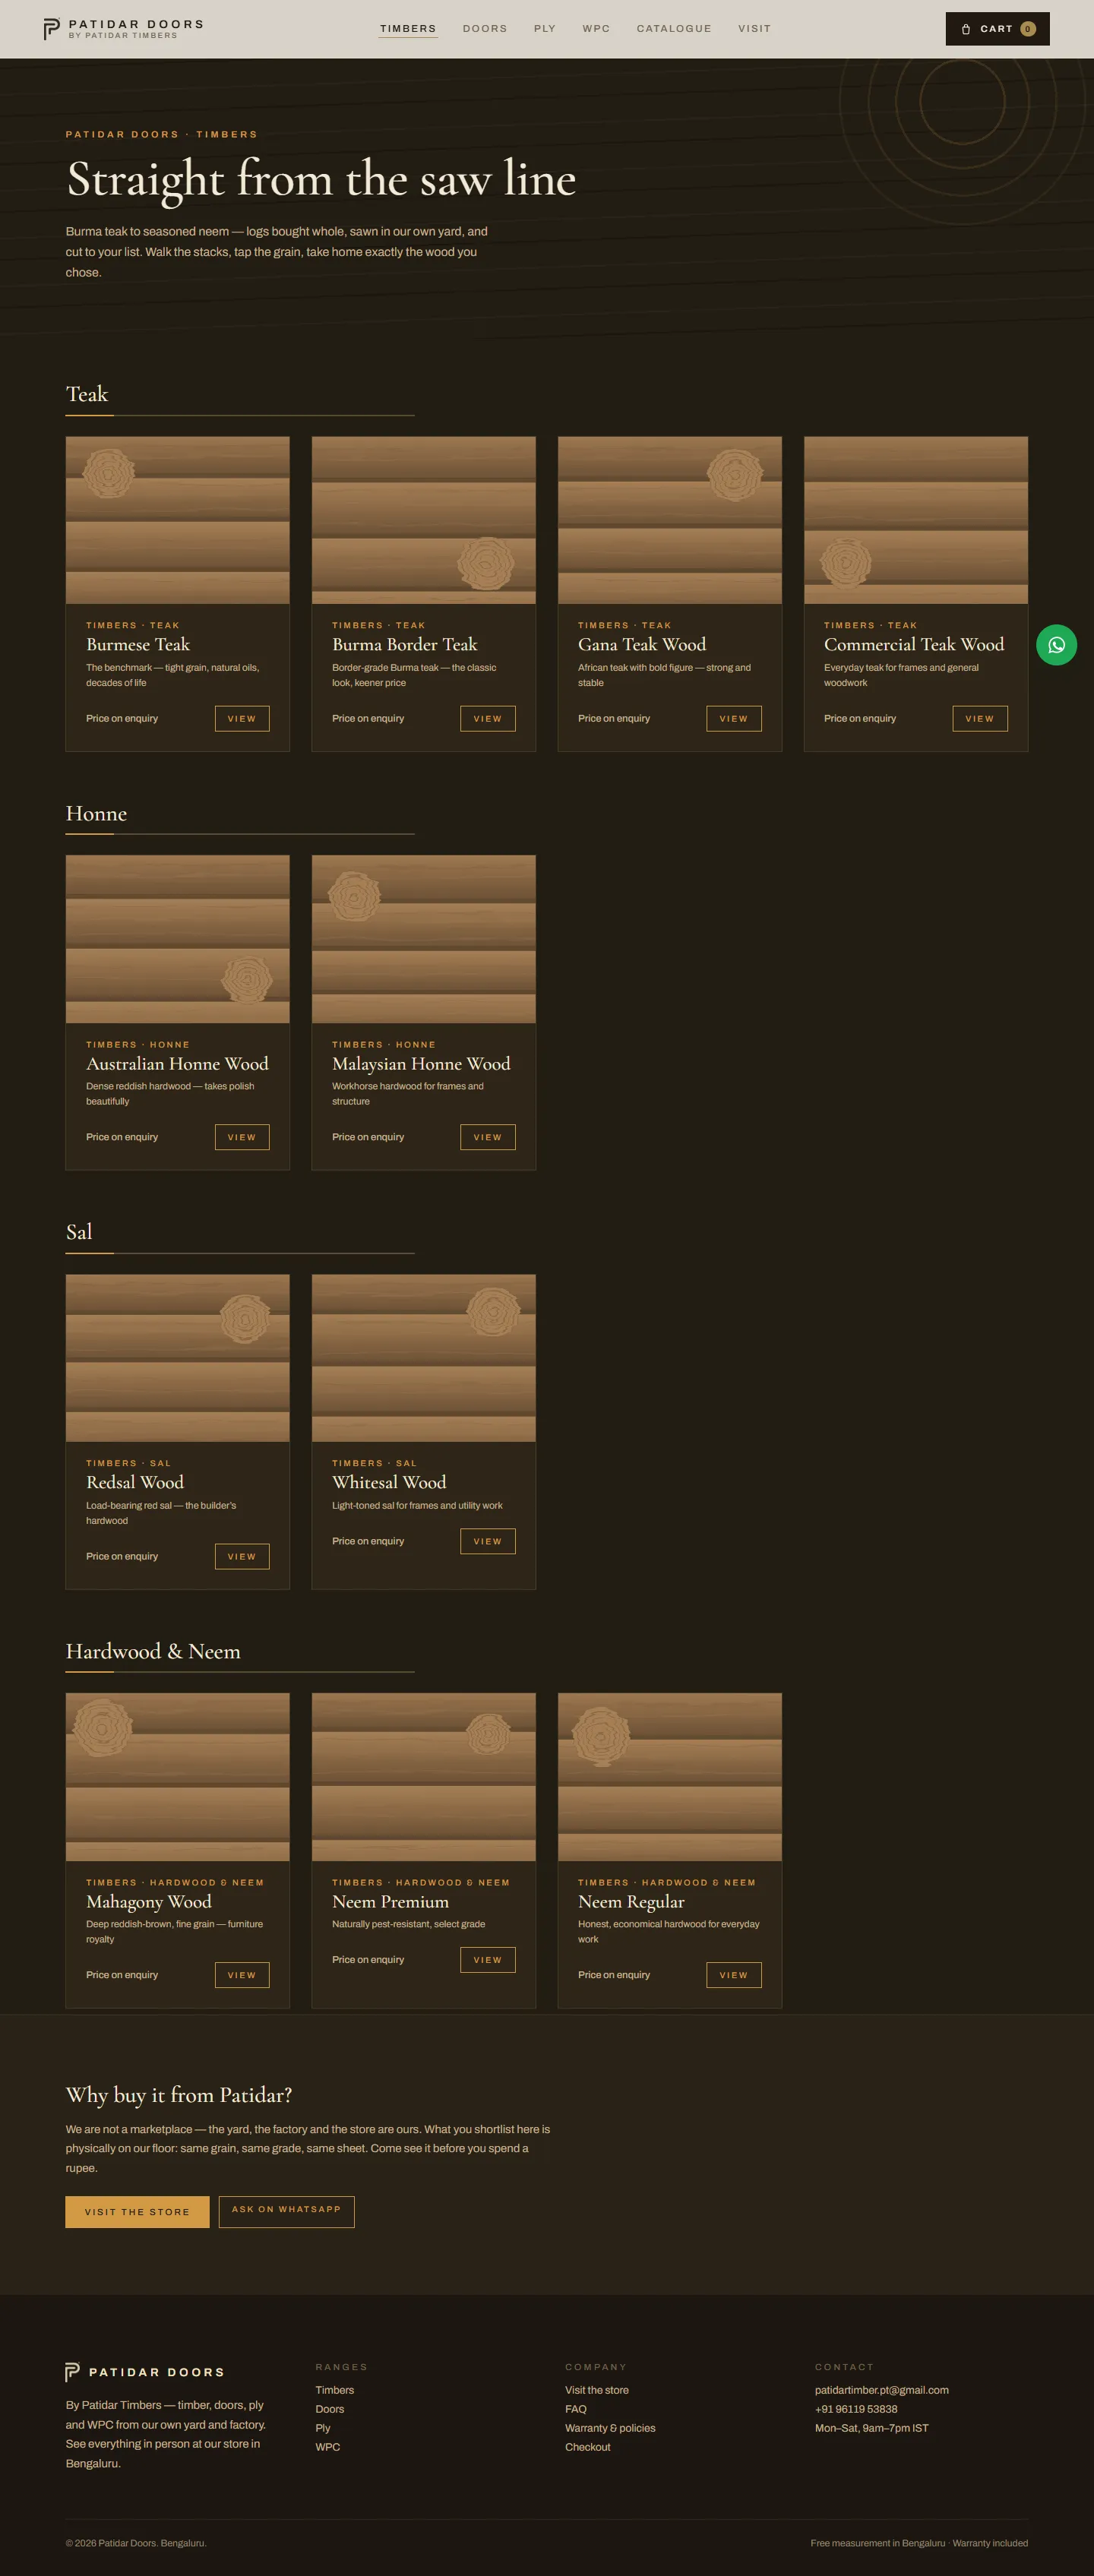 PATIDAR DOORS
BY PATIDAR TIMBERS
TIMBERS DOORS PLY WPC CATALOGUE VISIT
CART 0
PATIDAR DOORS · TIMBERS
Straight from the saw line
Burma teak to seasoned neem — logs bought whole, sawn in our own yard, and
cut to your list. Walk the stacks, tap the grain, take home exactly the wood you
chose.
Teak
TIMBERS · TEAK
Burmese Teak
The benchmark — tight grain, natural oils,
decades of life
Price on enquiry VIEW
TIMBERS · TEAK
Burma Border Teak
Border-grade Burma teak — the classic
look, keener price
Price on enquiry VIEW
TIMBERS · TEAK
Gana Teak Wood
African teak with bold figure — strong and
stable
Price on enquiry VIEW
TIMBERS · TEAK
Commercial Teak Wood
Everyday teak for frames and general
woodwork
Price on enquiry VIEW
Honne
TIMBERS · HONNE
Australian Honne Wood
Dense reddish hardwood — takes polish
beautifully
Price on enquiry VIEW
TIMBERS · HONNE
Malaysian Honne Wood
Workhorse hardwood for frames and
structure
Price on enquiry VIEW
Sal
TIMBERS · SAL
Redsal Wood
Load-bearing red sal — the builder's
hardwood
Price on enquiry VIEW
TIMBERS · SAL
Whitesal Wood
Light-toned sal for frames and utility work
Price on enquiry VIEW
Hardwood & Neem
TIMBERS · HARDWOOD & NEEM
Mahagony Wood
Deep reddish-brown, fine grain — furniture
royalty
Price on enquiry VIEW
TIMBERS · HARDWOOD & NEEM
Neem Premium
Naturally pest-resistant, select grade
Price on enquiry VIEW
TIMBERS · HARDWOOD & NEEM
Neem Regular
Honest, economical hardwood for everyday
work
Price on enquiry VIEW
Why buy it from Patidar?
We are not a marketplace — the yard, the factory and the store are ours. What you shortlist here is
physically on our floor: same grain, same grade, same sheet. Come see it before you spend a
rupee.
VISIT THE STORE ASK ON WHATSAPP
PATIDAR DOORS
By Patidar Timbers — timber, doors, ply
and WPC from our own yard and factory.
See everything in person at our store in
Bengaluru.
RANGES
Timbers
Doors
Ply
WPC
COMPANY
Visit the store
FAQ
Warranty & policies
Checkout
CONTACT
patidartimber.pt@gmail.com
+91 96119 53838
Mon–Sat, 9am–7pm IST
© 2026 Patidar Doors. Bengaluru.
Free measurement in Bengaluru · Warranty included